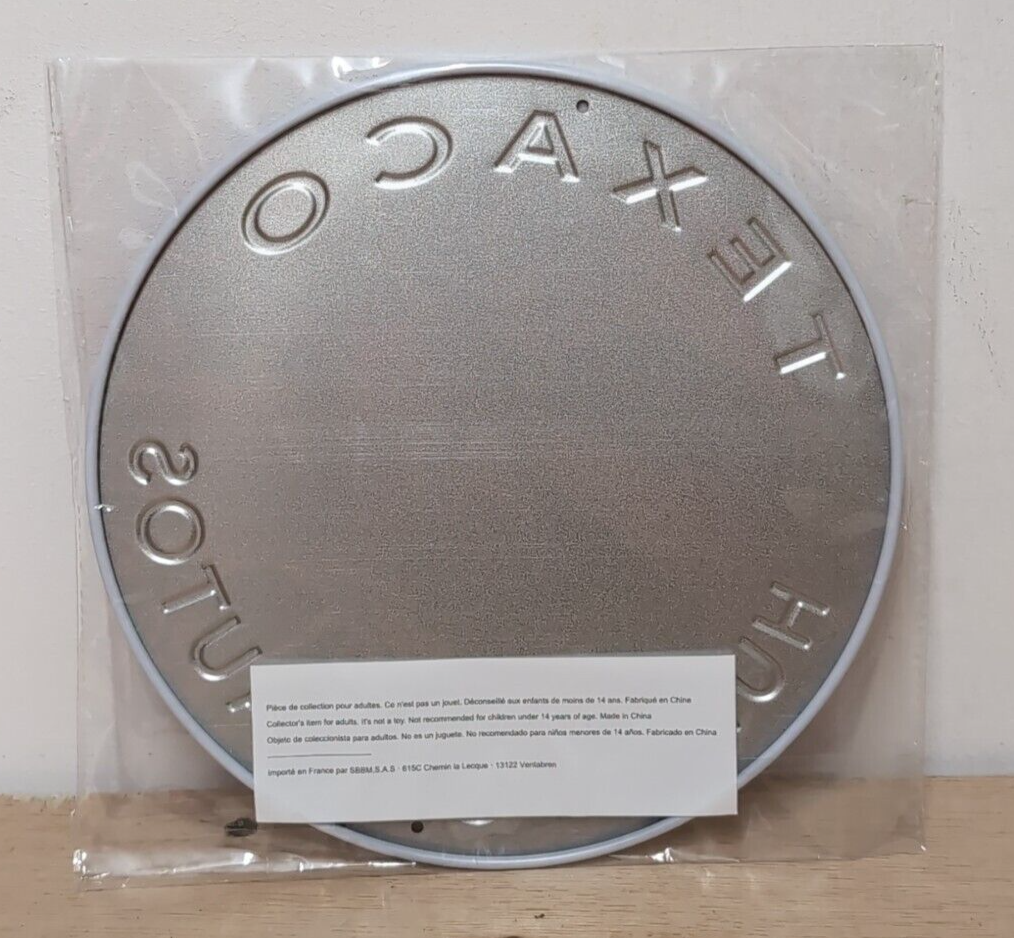 TEXACO
HU
UTOS
Pièce de collection pour adultes. Ce n'est pas un jouet. Déconseillé aux enfants de moins de 14 ans. Fabriqué en Chine
Collector's item for adults. It's not a toy. Not recommended for children under 14 years of age. Made in China
Objeto de coleccionista para adultos. No es un juguete. No recomendado para niños menores de 14 años. Fabricado en China
Importé en France par SBBM,S.A.S · 615C Chemin la Lecque · 13122 Ventabren